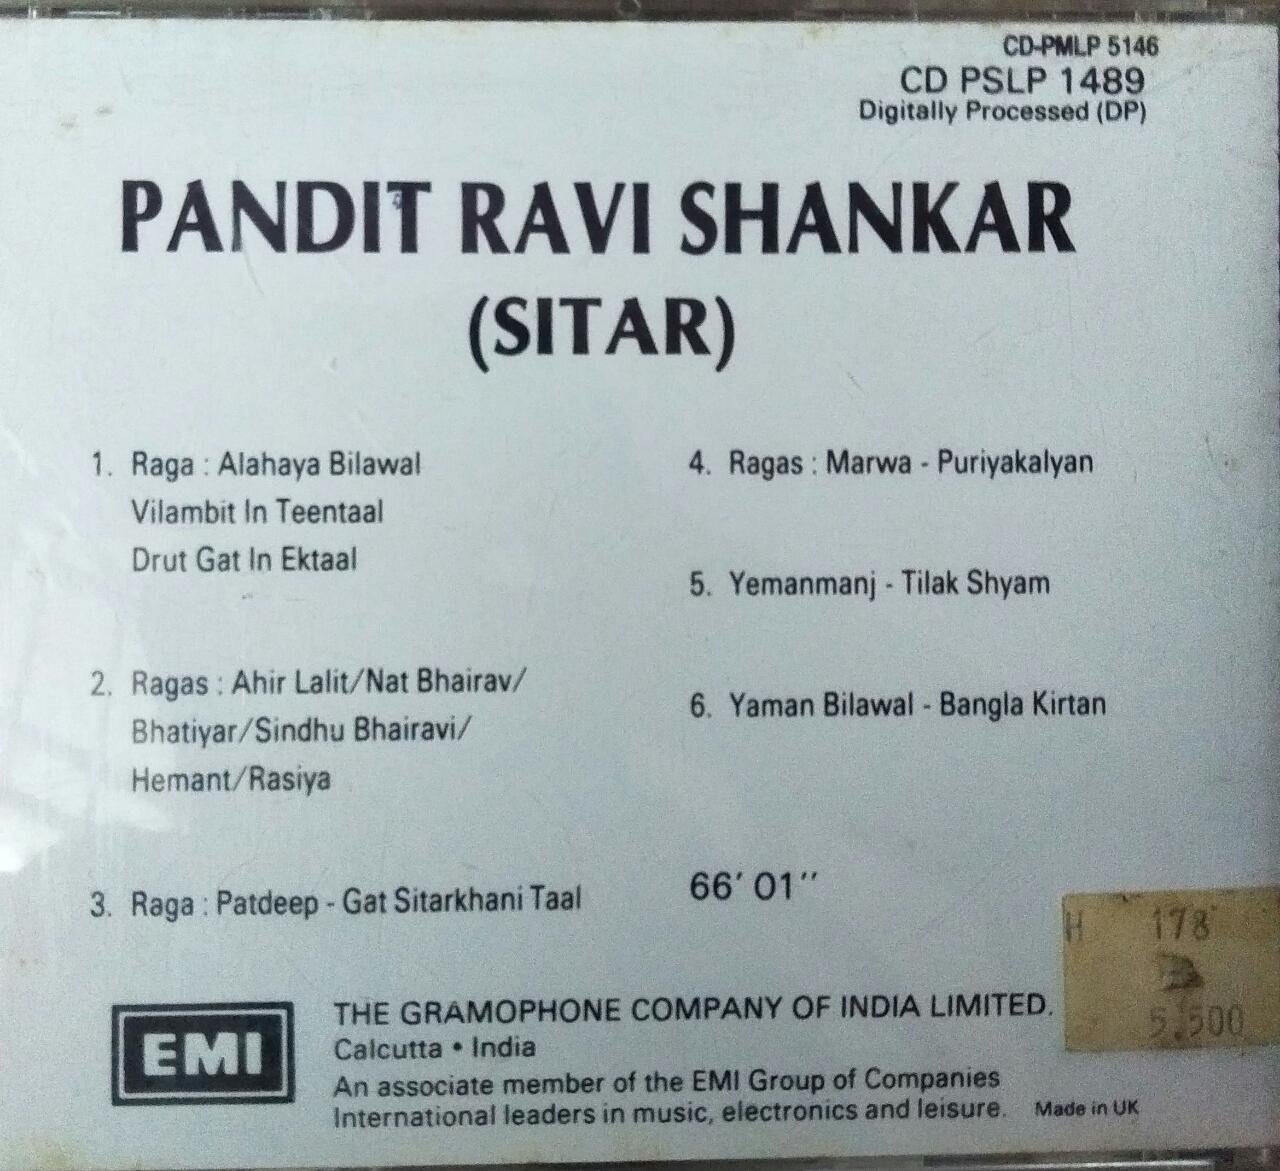 CD-PMLP 5146
CD PSLP 1489
Digitally Processed (DP)
PANDIT RAVI SHANKAR
(SITAR)
1. Raga : Alahaya Bilawal
Vilambit In Teentaal
Drut Gat In Ektaal
2. Ragas : Ahir Lalit/Nat Bhairav/
Bhatiyar/Sindhu Bhairavi/
Hemant/Rasiya
3. Raga : Patdeep - Gat Sitarkhani Taal
4. Ragas : Marwa - Puriyakalyan
5. Yemanmanj - Tilak Shyam
6. Yaman Bilawal - Bangla Kirtan
66' 01''
H 178
5.500
EMI
THE GRAMOPHONE COMPANY OF INDIA LIMITED.
Calcutta • India
An associate member of the EMI Group of Companies
International leaders in music, electronics and leisure. Made in UK